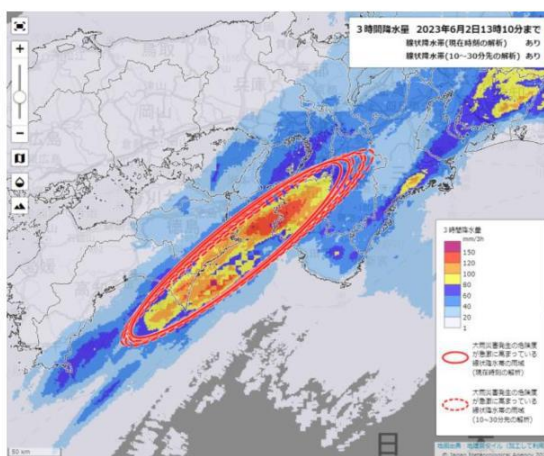 3時間降水量 2023年6月2日13時10分まで
線状降水帯(現在時刻の解析) あり
線状降水帯(10～30分先の解析) あり
鳥取
兵庫
岡山
広島
3時間降水量
mm/3h
150
120
100
80
60
40
20
1
大雨災害発生の危険度
が急激に高まっている
線状降水帯の雨域
(現在時刻の解析)
大雨災害発生の危険度
が急激に高まっている
線状降水帯の雨域
(10～30分先の解析)
日 本
50 km